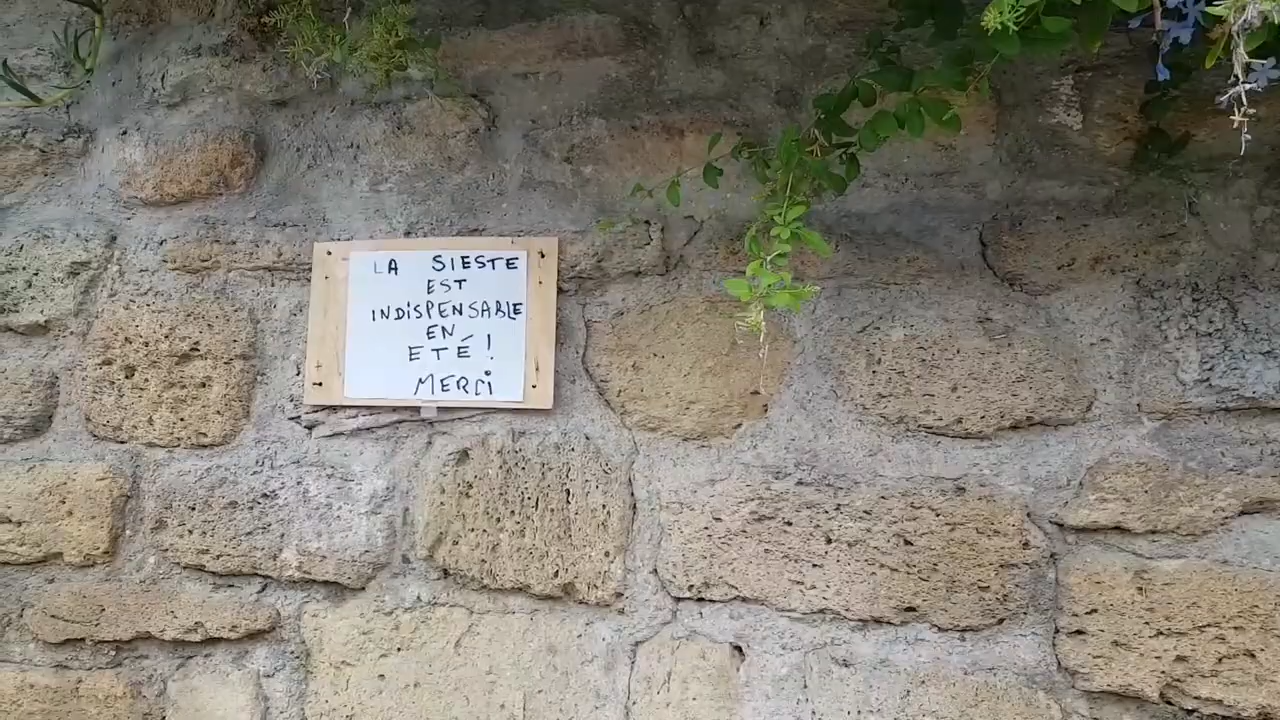 LA SIESTE
EST
INDISPENSABLE
EN
ETÉ !
MERCI